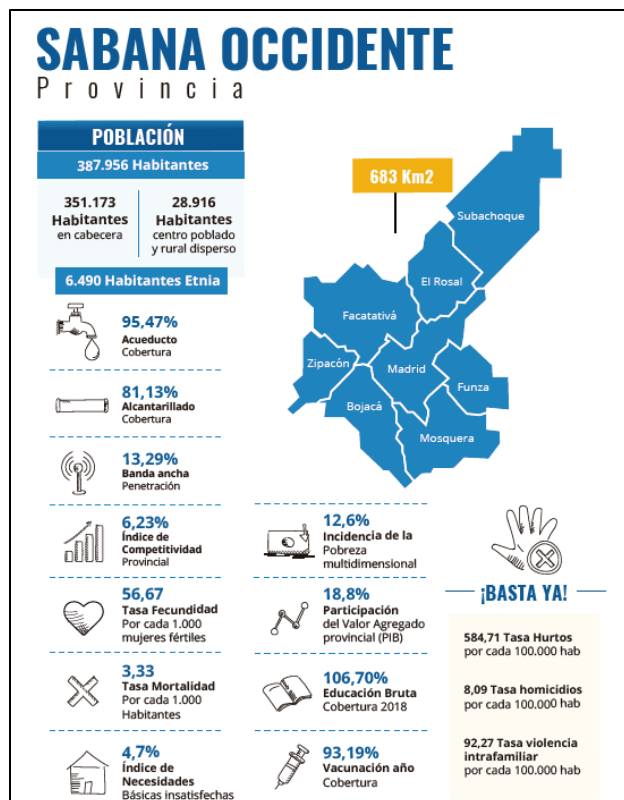 SABANA OCCIDENTE
Provincia
POBLACIÓN
387.956 Habitantes
351.173
Habitantes
en cabecera
28.916
Habitantes
centro poblado
y rural disperso
6.490 Habitantes Etnia
683 Km2
Subachoque
El Rosal
Facatativá
Zipacón
Madrid
Funza
Bojacá
Mosquera
95,47%
Acueducto
Cobertura
81,13%
Alcantarillado
Cobertura
13,29%
Banda ancha
Penetración
6,23%
Índice de
Competitividad
Provincial
56,67
Tasa Fecundidad
Por cada 1.000
mujeres fértiles
3,33
Tasa Mortalidad
Por cada 1.000
Habitantes
4,7%
Índice de
Necesidades
Básicas insatisfechas
12,6%
Incidencia de la
Pobreza
multidimensional
18,8%
Participación
del Valor Agregado
provincial (PIB)
106,70%
Educación Bruta
Cobertura 2018
93,19%
Vacunación año
Cobertura
¡BASTA YA!
584,71 Tasa Hurtos
por cada 100.000 hab
8,09 Tasa homicidios
por cada 100.000 hab
92,27 Tasa violencia
intrafamiliar
por cada 100.000 hab